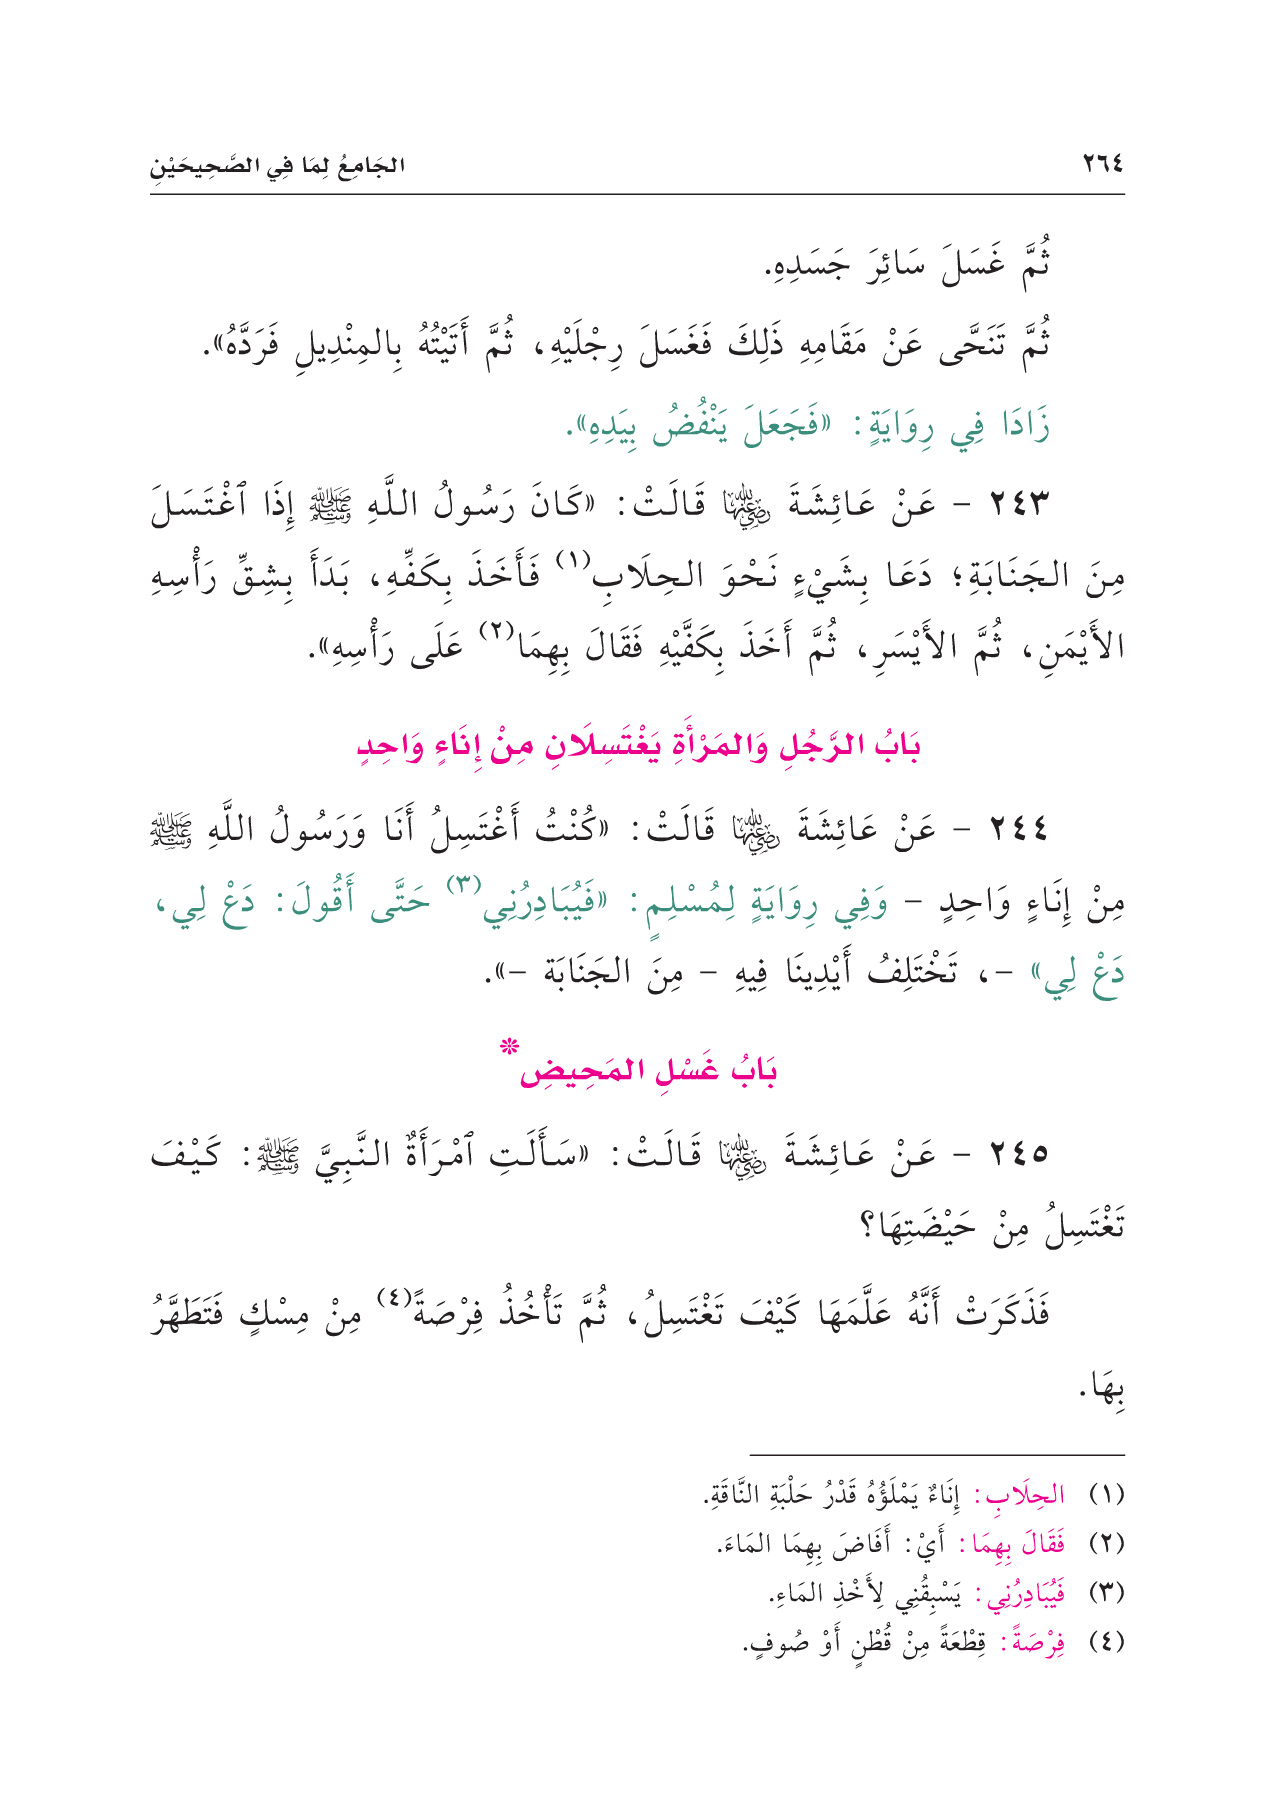 ٢٦٤ الجَامِعُ لِمَا فِي الصَّحِيحَيْنِ
ثُمَّ غَسَلَ سَائِرَ جَسَدِهِ.
ثُمَّ تَنَحَّى عَنْ مَقَامِهِ ذَلِكَ فَغَسَلَ رِجْلَيْهِ، ثُمَّ أَتَيْتُهُ بِالمِنْدِيلِ فَرَدَّهُ».
زَادَا فِي رِوَايَةٍ: «فَجَعَلَ يَنْفُضُ بِيَدِهِ».
٢٤٣ - عَنْ عَائِشَةَ ﵂ قَالَتْ: «كَانَ رَسُولُ اللَّهِ ﷺ إِذَا ٱغْتَسَلَ
مِنَ الجَنَابَةِ؛ دَعَا بِشَيْءٍ نَحْوَ الحِلَابِ(١) فَأَخَذَ بِكَفِّهِ، بَدَأَ بِشِقِّ رَأْسِهِ
الأَيْمَنِ، ثُمَّ الأَيْسَرِ، ثُمَّ أَخَذَ بِكَفَّيْهِ فَقَالَ بِهِمَا(٢) عَلَى رَأْسِهِ».
بَابُ الرَّجُلِ وَالمَرْأَةِ يَغْتَسِلَانِ مِنْ إِنَاءٍ وَاحِدٍ
٢٤٤ - عَنْ عَائِشَةَ ﵂ قَالَتْ: «كُنْتُ أَغْتَسِلُ أَنَا وَرَسُولُ اللَّهِ ﷺ
مِنْ إِنَاءٍ وَاحِدٍ - وَفِي رِوَايَةٍ لِمُسْلِمٍ: «فَيُبَادِرُنِي(٣) حَتَّى أَقُولَ: دَعْ لِي،
دَعْ لِي» -، تَخْتَلِفُ أَيْدِينَا فِيهِ - مِنَ الجَنَابَة -».
بَابُ غَسْلِ المَحِيضِ*
٢٤٥ - عَنْ عَائِشَةَ ﵂ قَالَتْ: «سَأَلَتِ ٱمْرَأَةٌ النَّبِيَّ ﷺ: كَيْفَ
تَغْتَسِلُ مِنْ حَيْضَتِهَا؟
فَذَكَرَتْ أَنَّهُ عَلَّمَهَا كَيْفَ تَغْتَسِلُ، ثُمَّ تَأْخُذُ فِرْصَةً(٤) مِنْ مِسْكٍ فَتَطَهَّرُ
بِهَا.
(١) الحِلَابِ: إِنَاءٌ يَمْلَؤُهُ قَدْرُ حَلْبَةِ النَّاقَةِ.
(٢) فَقَالَ بِهِمَا: أَيْ: أَفَاضَ بِهِمَا المَاءَ.
(٣) فَيُبَادِرُنِي: يَسْبِقُنِي لِأَخْذِ المَاءِ.
(٤) فِرْصَةً: قِطْعَةً مِنْ قُطْنٍ أَوْ صُوفٍ.